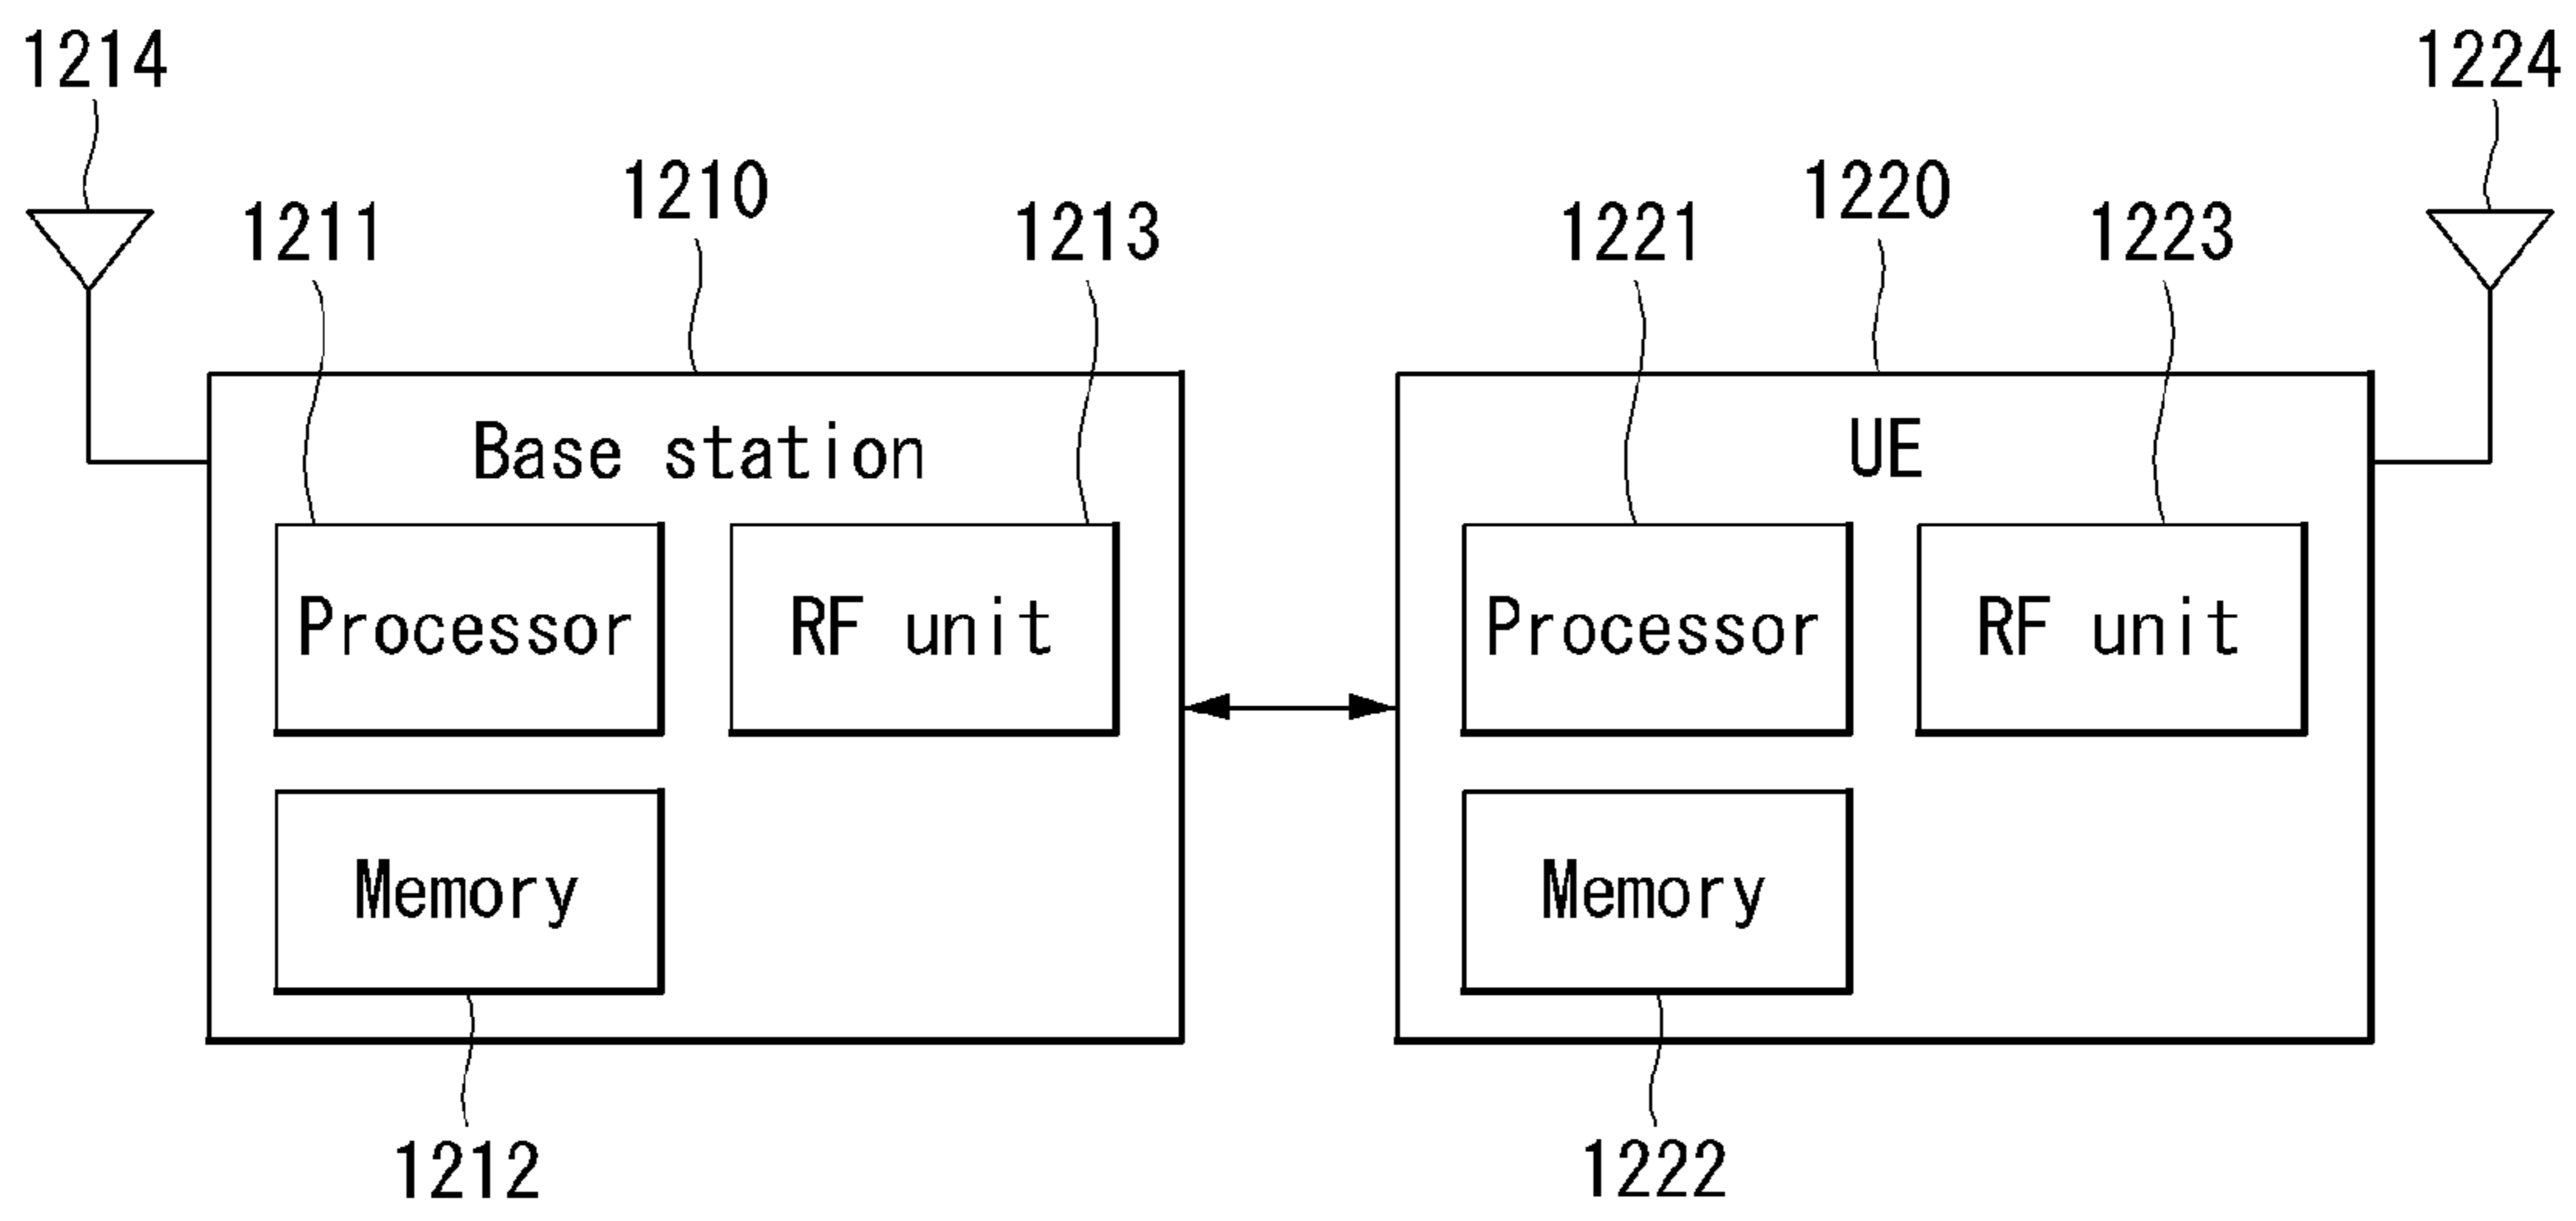 1214 1224
1210 1220
1211 1213 1221 1223
Base station UE
Processor RF unit Processor RF unit
Memory Memory
1212 1222